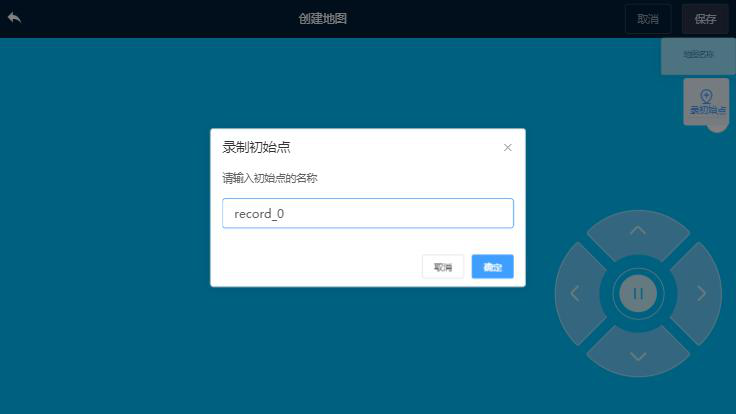 创建地图
取消
保存
地图名称
录初始点
录制初始点
请输入初始点的名称
record_0
取消
确定